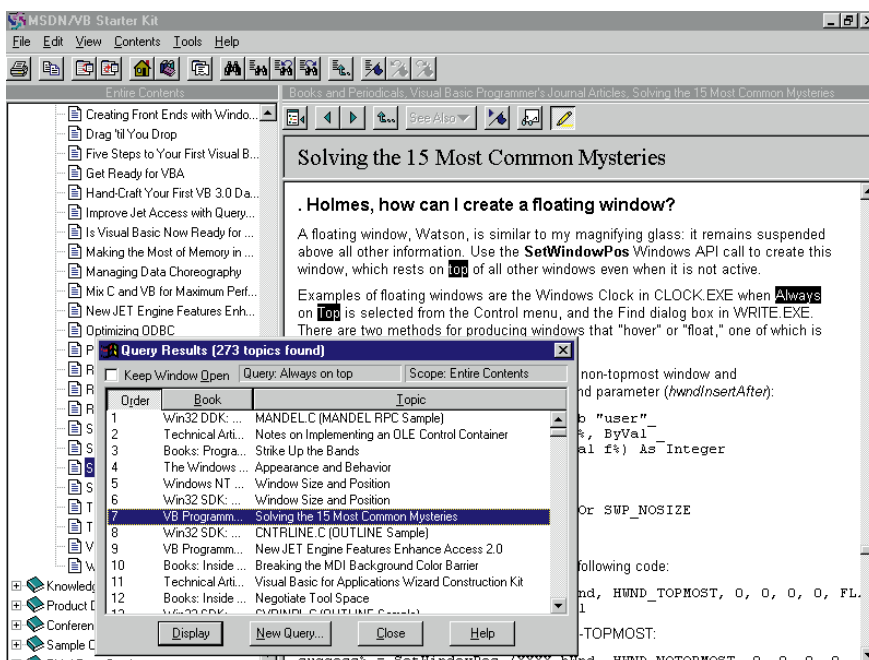 MSDN/VB Starter Kit
File Edit View Contents Tools Help
Entire Contents
Books and Periodicals, Visual Basic Programmer's Journal Articles, Solving the 15 Most Common Mysteries
Creating Front Ends with Windo...
Drag 'til You Drop
Five Steps to Your First Visual B...
Get Ready for VBA
Hand-Craft Your First VB 3.0 Da...
Improve Jet Access with Query...
Is Visual Basic Now Ready for ...
Making the Most of Memory in ...
Managing Data Choreography
Mix C and VB for Maximum Perf...
New JET Engine Features Enh...
Optimizing ODBC
P
R
R
R
S
S
S
S
T
T
V
W
Knowledg
Product D
Conferen
Sample C
See Also
Solving the 15 Most Common Mysteries
. Holmes, how can I create a floating window?
A floating window, Watson, is similar to my magnifying glass: it remains suspended
above all other information. Use the SetWindowPos Windows API call to create this
window, which rests on top of all other windows even when it is not active.
Examples of floating windows are the Windows Clock in CLOCK.EXE when Always
on Top is selected from the Control menu, and the Find dialog box in WRITE.EXE.
There are two methods for producing windows that "hover" or "float," one of which is
non-topmost window and
nd parameter (hwndInsertAfter):
b "user"_
%, ByVal _
al f%) As Integer
Or SWP_NOSIZE
following code:
nd, HWND_TOPMOST, 0, 0, 0, 0, FL.
-TOPMOST:
success% = SetWindowPos hWnd, HWND_NOTOPMOST, 0, 0, 0, 0,
Query Results (273 topics found)
Keep Window Open
Query: Always on top
Scope: Entire Contents
Order Book Topic
1 Win32 DDK: ... MANDEL.C (MANDEL RPC Sample)
2 Technical Arti... Notes on Implementing an OLE Control Container
3 Books: Progra... Strike Up the Bands
4 The Windows ... Appearance and Behavior
5 Windows NT ... Window Size and Position
6 Win32 SDK: ... Window Size and Position
7 VB Programm... Solving the 15 Most Common Mysteries
8 Win32 SDK: ... CNTRLINE.C (OUTLINE Sample)
9 VB Programm... New JET Engine Features Enhance Access 2.0
10 Books: Inside ... Breaking the MDI Background Color Barrier
11 Technical Arti... Visual Basic for Applications Wizard Construction Kit
12 Books: Inside ... Negotiate Tool Space
Display New Query... Close Help